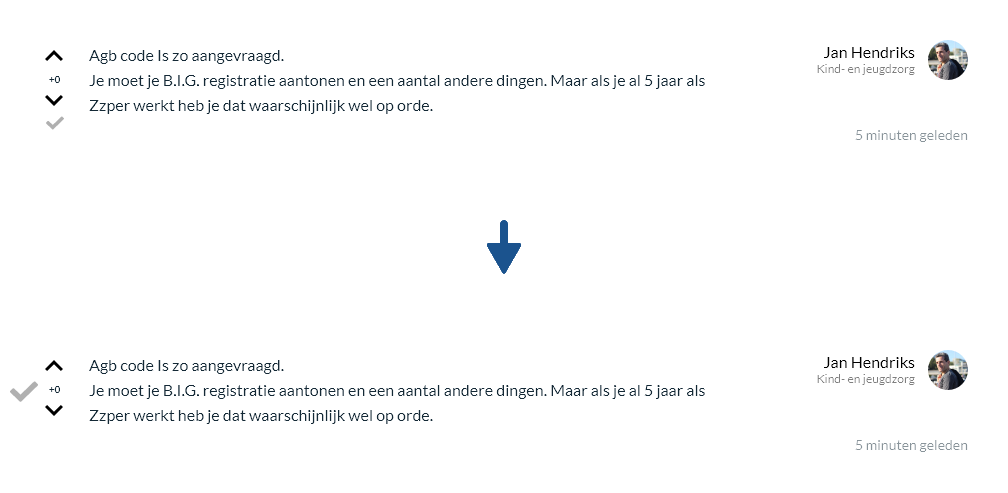 Agb code Is zo aangevraagd.
Jan Hendriks
Kind- en jeugdzorg
+0
Je moet je B.I.G. registratie aantonen en een aantal andere dingen. Maar als je al 5 jaar als
Zzper werkt heb je dat waarschijnlijk wel op orde.
5 minuten geleden
Agb code Is zo aangevraagd.
Jan Hendriks
Kind- en jeugdzorg
+0
Je moet je B.I.G. registratie aantonen en een aantal andere dingen. Maar als je al 5 jaar als
Zzper werkt heb je dat waarschijnlijk wel op orde.
5 minuten geleden